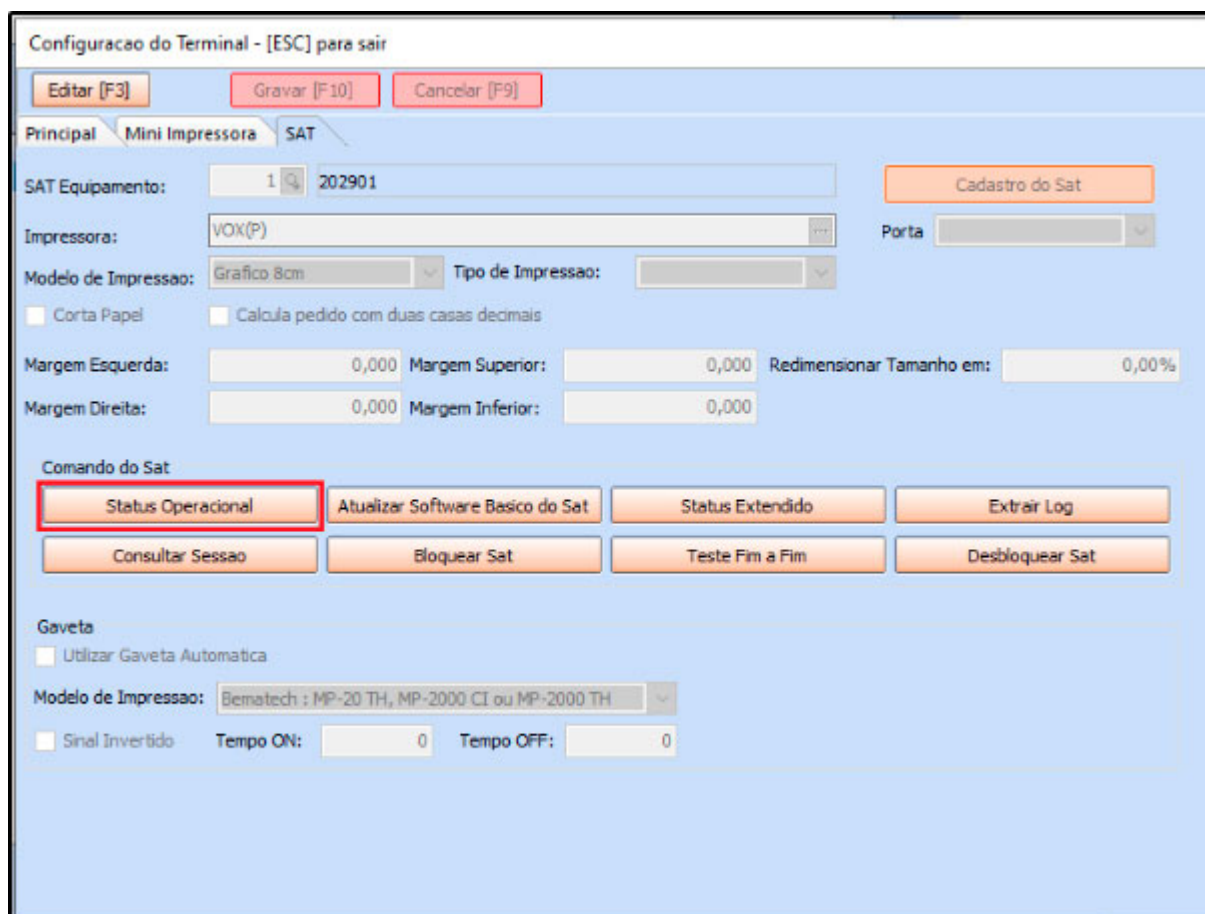 Configuracao do Terminal - [ESC] para sair
Editar [F3] Gravar [F10] Cancelar [F9]
Principal Mini Impressora SAT
SAT Equipamento: 1 202901 Cadastro do Sat
Impressora: VOX(P) ... Porta
Modelo de Impressao: Grafico 8cm Tipo de Impressao:
Corta Papel Calcula pedido com duas casas decimais
Margem Esquerda: 0,000 Margem Superior: 0,000 Redimensionar Tamanho em: 0,00%
Margem Direita: 0,000 Margem Inferior: 0,000
Comando do Sat
Status Operacional Atualizar Software Basico do Sat Status Extendido Extrair Log
Consultar Sessao Bloquear Sat Teste Fim a Fim Desbloquear Sat
Gaveta
Utilizar Gaveta Automatica
Modelo de Impressao: Bematech : MP-20 TH, MP-2000 CI ou MP-2000 TH
Sinal Invertido Tempo ON: 0 Tempo OFF: 0